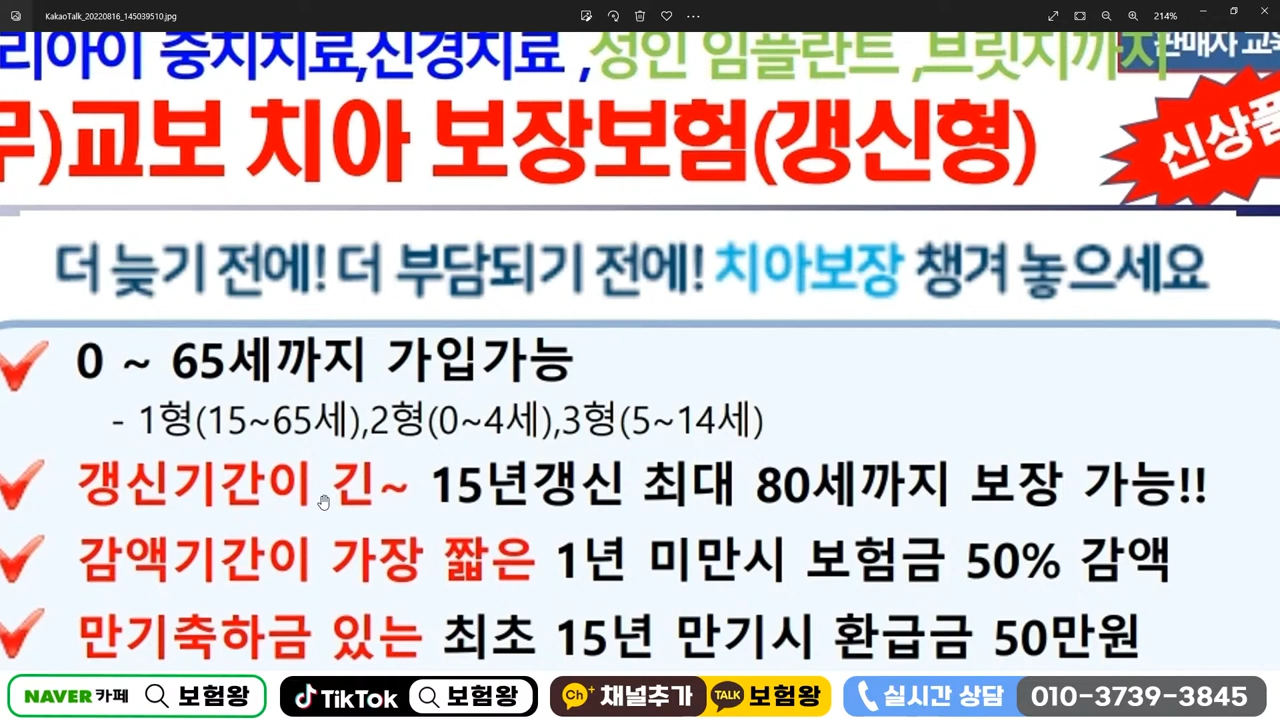 KakaoTalk_20220816_145039510.jpg
214%
리아이 중치치료,신경치료 ,성인 임플란트 ,브릿지까지
판매자 교육
무)교보 치아 보장보험(갱신형)
신상품
더 늦기 전에! 더 부담되기 전에! 치아보장 챙겨 놓으세요
0 ~ 65세까지 가입가능
- 1형(15~65세),2형(0~4세),3형(5~14세)
갱신기간이 긴~ 15년갱신 최대 80세까지 보장 가능!!
감액기간이 가장 짧은 1년 미만시 보험금 50% 감액
만기축하금 있는 최초 15년 만기시 환급금 50만원
NAVER 카페 보험왕
TikTok 보험왕
Ch+ 채널추가 TALK 보험왕
실시간 상담 010-3739-3845